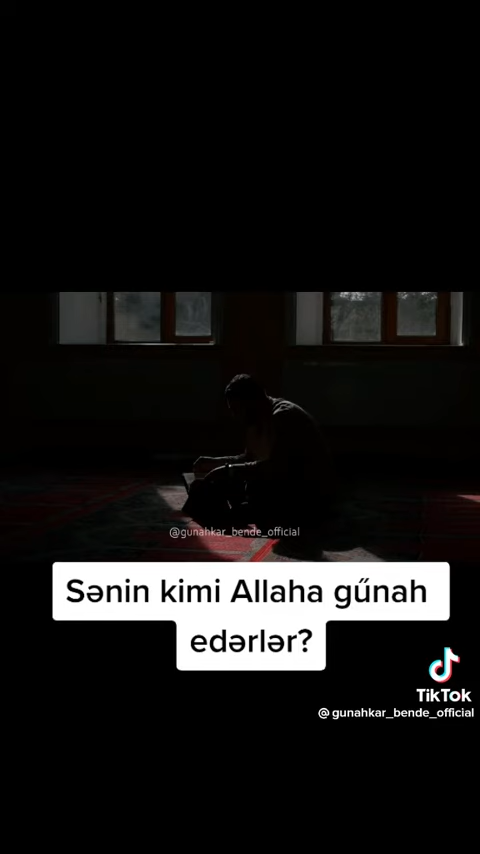 @gunahkar_bende_official
Sənin kimi Allaha gűnah
edərlər?
TikTok
@gunahkar_bende_official